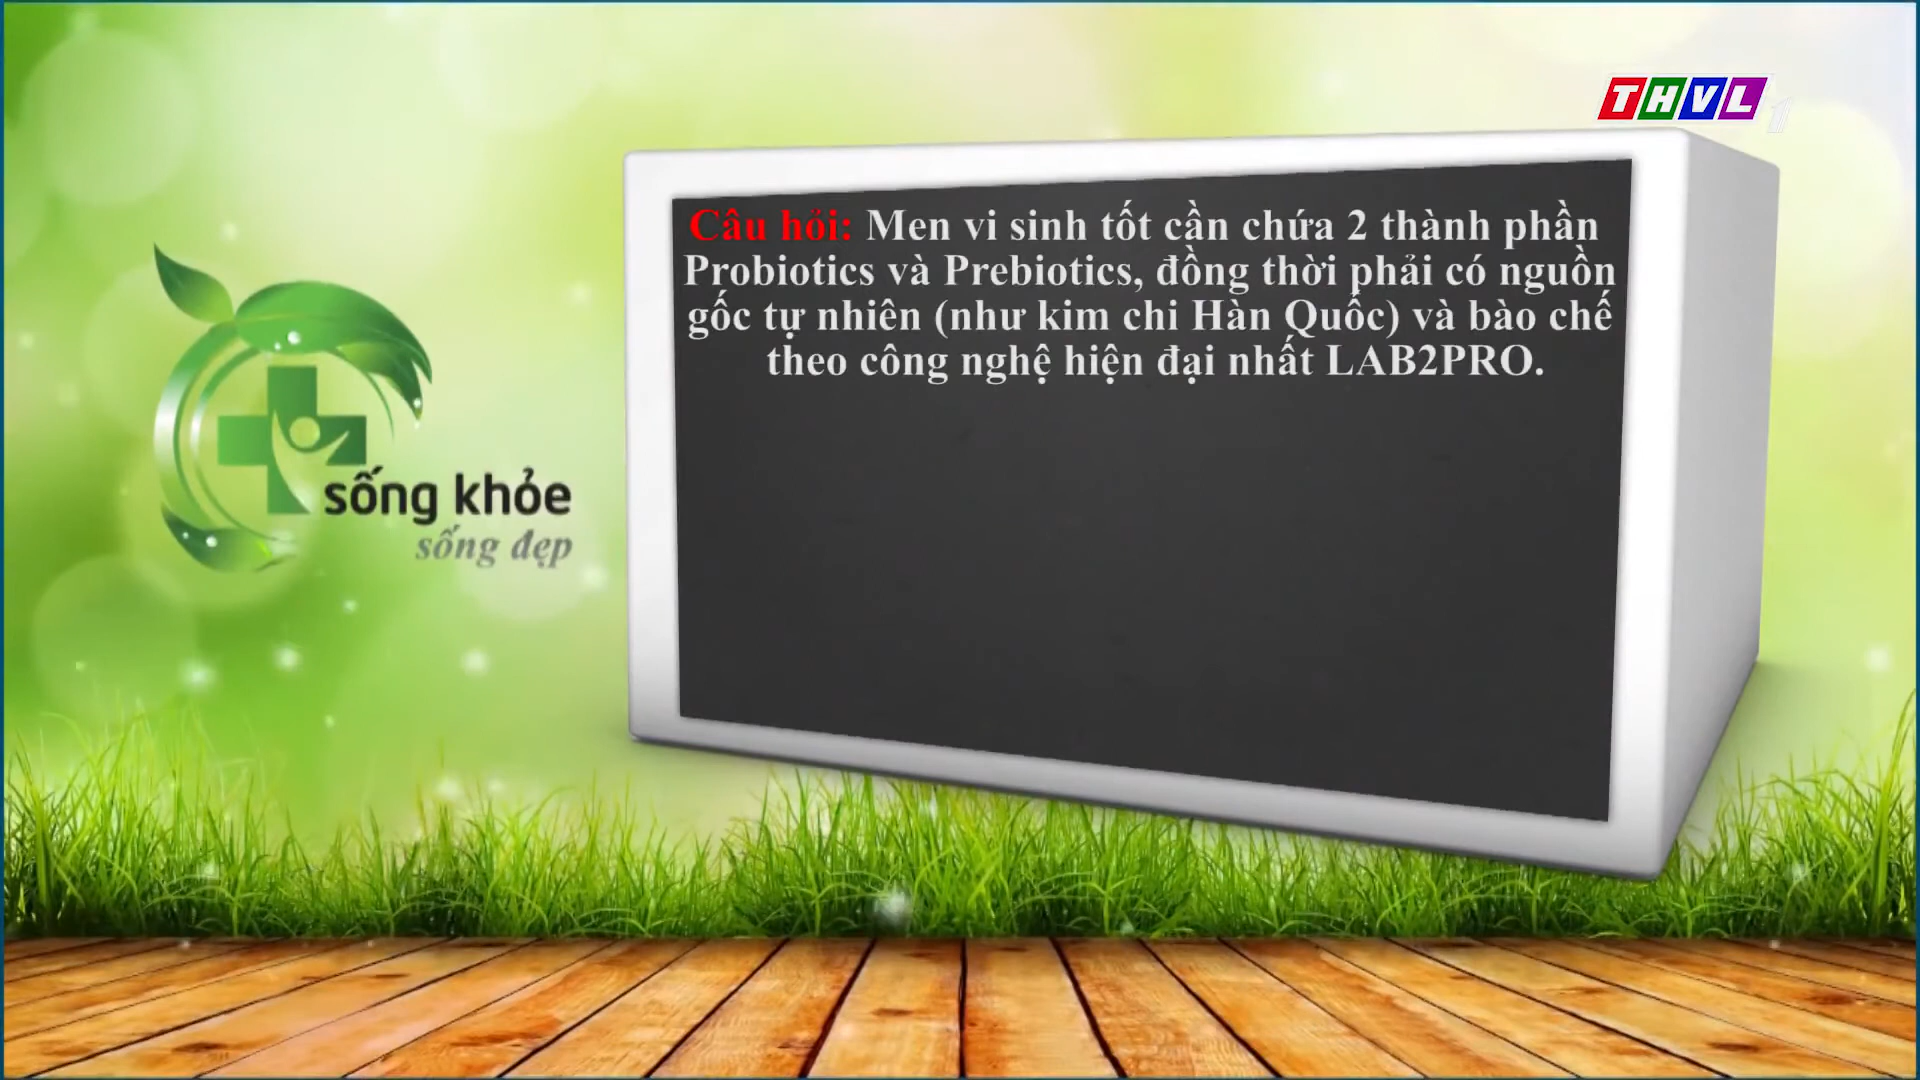 THVL1
Câu hỏi: Men vi sinh tốt cần chứa 2 thành phần
Probiotics và Prebiotics, đồng thời phải có nguồn
gốc tự nhiên (như kim chi Hàn Quốc) và bào chế
theo công nghệ hiện đại nhất LAB2PRO.
sống khỏe
sống đẹp